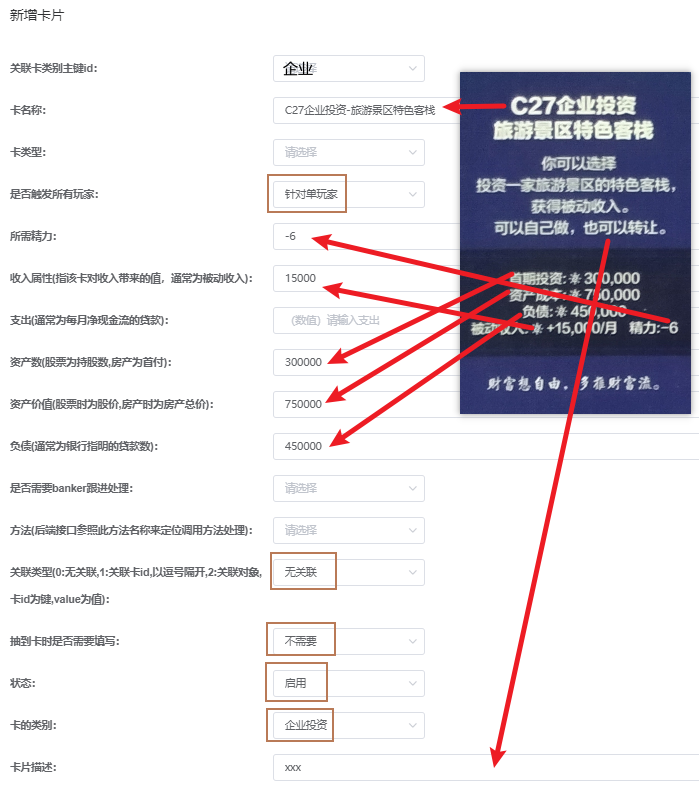 新增卡片
关联卡类别主键id:
企业
卡名称:
C27企业投资-旅游景区特色客栈
卡类型:
请选择
是否触发所有玩家:
针对单玩家
所需精力:
-6
收入属性(指该卡对收入带来的值，通常为被动收入):
15000
支出(通常为每月净现金流的贷款):
(数值) 请输入支出
资产数(股票为持股数,房产为首付):
300000
资产价值(股票时为股价,房产时为房产总价):
750000
负债(通常为银行指明的贷款数):
450000
是否需要banker跟进处理:
请选择
方法(后端接口参照此方法名称来定位调用方法处理):
请选择
关联类型(0:无关联,1:关联卡id,以逗号隔开,2:关联对象,
卡id为键,value为值):
无关联
抽到卡时是否需要填写:
不需要
状态:
启用
卡的类别:
企业投资
卡片描述:
xxx
C27企业投资
旅游景区特色客栈
你可以选择
投资一家旅游景区的特色客栈，
获得被动收入。
可以自己做，也可以转让。
首期投资:✳300,000
资产成本:✳750,000
负债:✳450,000
被动收入:✳+15,000/月 精力:-6
财富想自由，多推财富流。